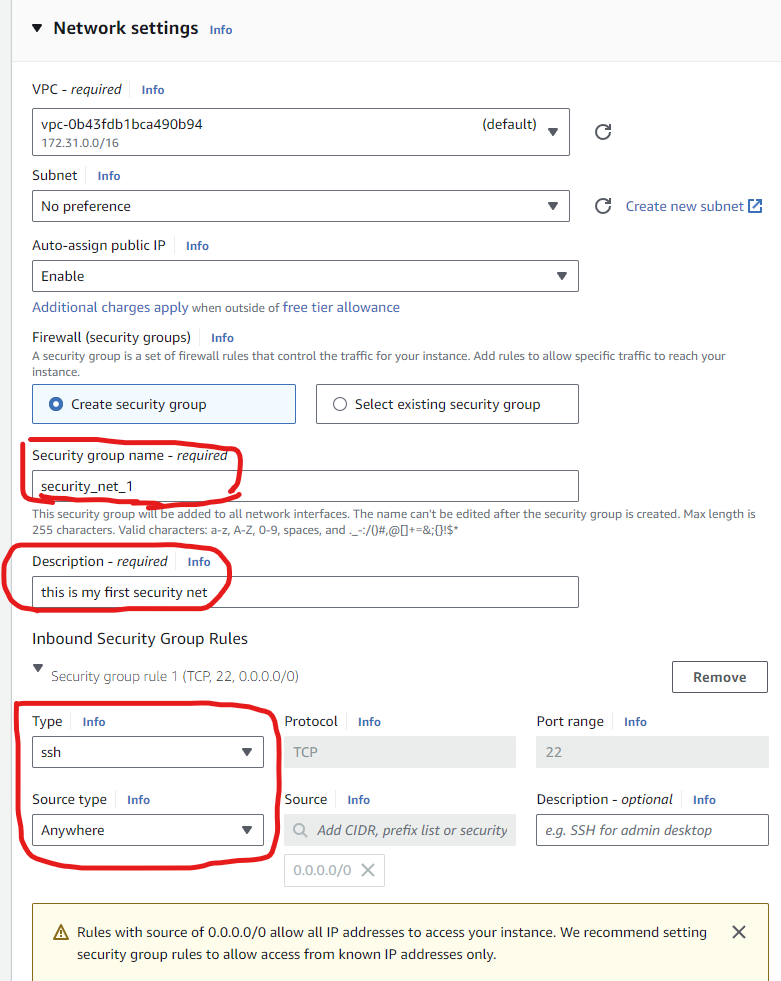 Network settings Info
VPC - required Info
vpc-0b43fdb1bca490b94 (default)
172.31.0.0/16
Subnet Info
No preference Create new subnet
Auto-assign public IP Info
Enable
Additional charges apply when outside of free tier allowance
Firewall (security groups) Info
A security group is a set of firewall rules that control the traffic for your instance. Add rules to allow specific traffic to reach your
instance.
Create security group Select existing security group
Security group name - required
security_net_1
This security group will be added to all network interfaces. The name can't be edited after the security group is created. Max length is
255 characters. Valid characters: a-z, A-Z, 0-9, spaces, and ._-:/()#,@[]+=&;{}!$*
Description - required Info
this is my first security net
Inbound Security Group Rules
Security group rule 1 (TCP, 22, 0.0.0.0/0) Remove
Type Info Protocol Info Port range Info
ssh TCP 22
Source type Info Source Info Description - optional Info
Anywhere Add CIDR, prefix list or security e.g. SSH for admin desktop
0.0.0.0/0
Rules with source of 0.0.0.0/0 allow all IP addresses to access your instance. We recommend setting
security group rules to allow access from known IP addresses only.